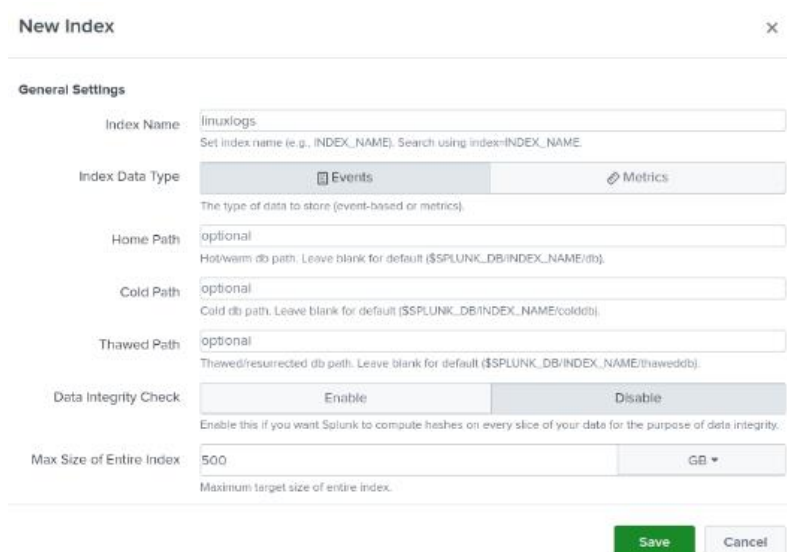 New Index
×
General Settings
Index Name linuxlogs
Set index name (e.g., INDEX_NAME). Search using index=INDEX_NAME.
Index Data Type Events Metrics
The type of data to store (event-based or metrics).
Home Path optional
Hot/warm db path. Leave blank for default ($SPLUNK_DB/INDEX_NAME/db).
Cold Path optional
Cold db path. Leave blank for default ($SPLUNK_DB/INDEX_NAME/colddb).
Thawed Path optional
Thawed/resurrected db path. Leave blank for default ($SPLUNK_DB/INDEX_NAME/thaweddb).
Data Integrity Check Enable Disable
Enable this if you want Splunk to compute hashes on every slice of your data for the purpose of data integrity.
Max Size of Entire Index 500 GB
Maximum target size of entire index.
Save Cancel